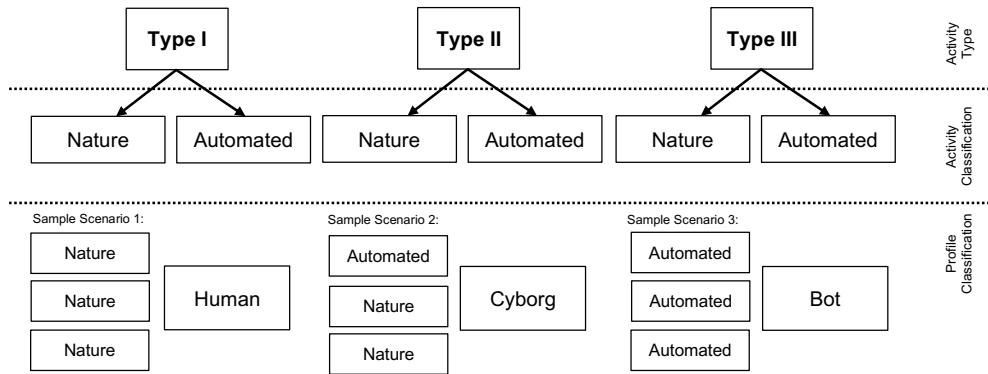 Type I
Type II
Type III
Activity
Type
Nature
Automated
Nature
Automated
Nature
Automated
Activity
Classification
Sample Scenario 1:
Sample Scenario 2:
Sample Scenario 3:
Nature
Nature
Nature
Human
Automated
Nature
Nature
Cyborg
Automated
Automated
Automated
Bot
Profile
Classification